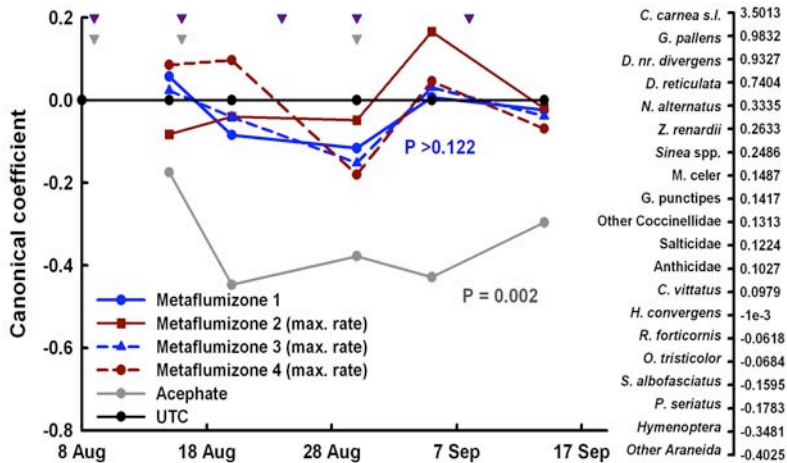 Canonical coefficient
0.2
0.0
-0.2
-0.4
-0.6
-0.8
8 Aug
18 Aug
28 Aug
7 Sep
17 Sep
P >0.122
P = 0.002
Metaflumizone 1
Metaflumizone 2 (max. rate)
Metaflumizone 3 (max. rate)
Metaflumizone 4 (max. rate)
Acephate
UTC
C. carnea s.l. 3.5013
G. pallens 0.9832
D. nr. divergens 0.9327
D. reticulata 0.7404
N. alternatus 0.3335
Z. renardii 0.2633
Sinea spp. 0.2486
M. celer 0.1487
G. punctipes 0.1417
Other Coccinellidae 0.1313
Salticidae 0.1224
Anthicidae 0.1027
C. vittatus 0.0979
H. convergens -1e-3
R. forticornis -0.0618
O. tristicolor -0.0684
S. albofasciatus -0.1595
P. seriatus -0.1783
Hymenoptera -0.3481
Other Araneida -0.4025